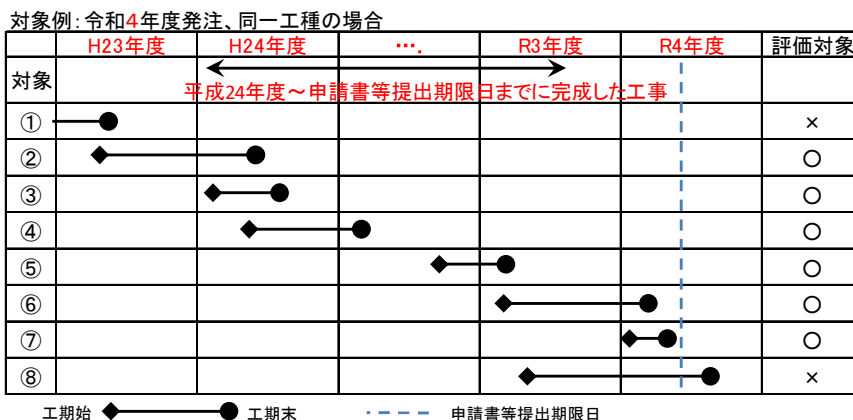 対象例：令和4年度発注、同一工種の場合
H23年度 H24年度 …. R3年度 R4年度 評価対象
対象
平成24年度～申請書等提出期限日までに完成した工事
① ×
② ○
③ ○
④ ○
⑤ ○
⑥ ○
⑦ ○
⑧ ×
工期始 工期末 申請書等提出期限日